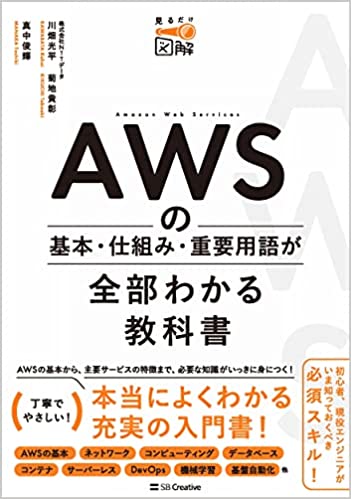 見るだけ
図解
株式会社NTTデータ
川畑光平
菊地貴彰
真中俊輝
Amazon Web Services
AWS
の
基本・仕組み・重要用語が
全部わかる
教科書
AWS
AWSの基本から、主要サービスの特徴まで、必要な知識がいっきに身につく！
丁寧で
やさしい！
本当によくわかる
充実の入門書！
初心者、現役エンジニアが
いま知っておくべき
必須スキル！
AWSの基本 ネットワーク コンピューティング データベース
コンテナ サーバーレス DevOps 機械学習 基盤自動化 他
SB Creative